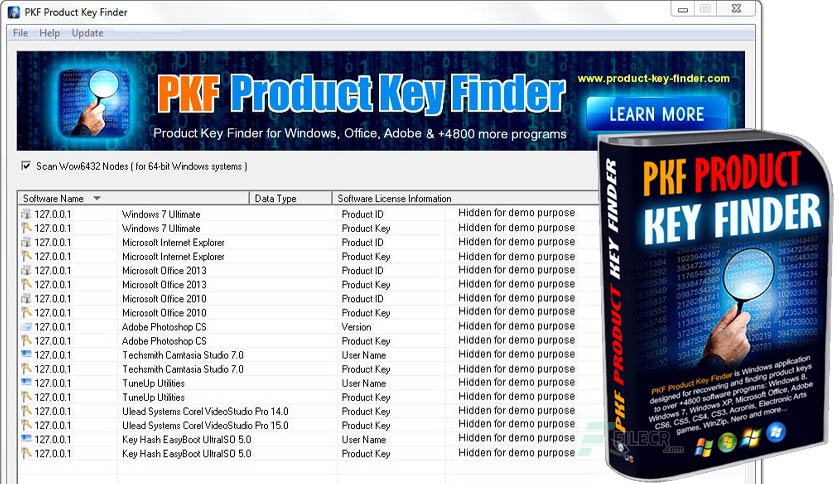 PKF Product Key Finder
File Help Update
PKF Product Key Finder
www.product-key-finder.com
LEARN MORE
Product Key Finder for Windows, Office, Adobe & +4800 more programs
Scan Wow6432 Nodes ( for 64-bit Windows systems )
Software Name Data Type Software License Information
127.0.0.1 Windows 7 Ultimate Product ID Hidden for demo purpose
127.0.0.1 Windows 7 Ultimate Product Key Hidden for demo purpose
127.0.0.1 Microsoft Internet Explorer Product ID Hidden for demo purpose
127.0.0.1 Microsoft Internet Explorer Product Key Hidden for demo purpose
127.0.0.1 Microsoft Office 2013 Product ID Hidden for demo purpose
127.0.0.1 Microsoft Office 2013 Product Key Hidden for demo purpose
127.0.0.1 Microsoft Office 2010 Product ID Hidden for demo purpose
127.0.0.1 Microsoft Office 2010 Product Key Hidden for demo purpose
127.0.0.1 Adobe Photoshop CS Version Hidden for demo purpose
127.0.0.1 Adobe Photoshop CS Product Key Hidden for demo purpose
127.0.0.1 Techsmith Camtasia Studio 7.0 User Name Hidden for demo purpose
127.0.0.1 Techsmith Camtasia Studio 7.0 Product Key Hidden for demo purpose
127.0.0.1 TuneUp Utilities User Name Hidden for demo purpose
127.0.0.1 TuneUp Utilities Product Key Hidden for demo purpose
127.0.0.1 Ulead Systems Corel VideoStudio Pro 14.0 Product Key Hidden for demo purpose
127.0.0.1 Ulead Systems Corel VideoStudio Pro 15.0 Product Key Hidden for demo purpose
127.0.0.1 Key Hash EasyBoot UltraISO 5.0 User Name Hidden for demo purpose
127.0.0.1 Key Hash EasyBoot UltraISO 5.0 Product Key Hidden for demo purpose
PKF PRODUCT KEY FINDER
PKF PRODUCT
KEY FINDER
PKF Product Key Finder is Windows application
designed for recovering and finding product keys
to over +4800 software programs: Windows 8,
Windows 7, Windows XP, Microsoft Office, Adobe
CS6, CS5, CS4, CS3, Acronis, Electronic Arts
games, WinZip, Nero and more...
FILECR
.com